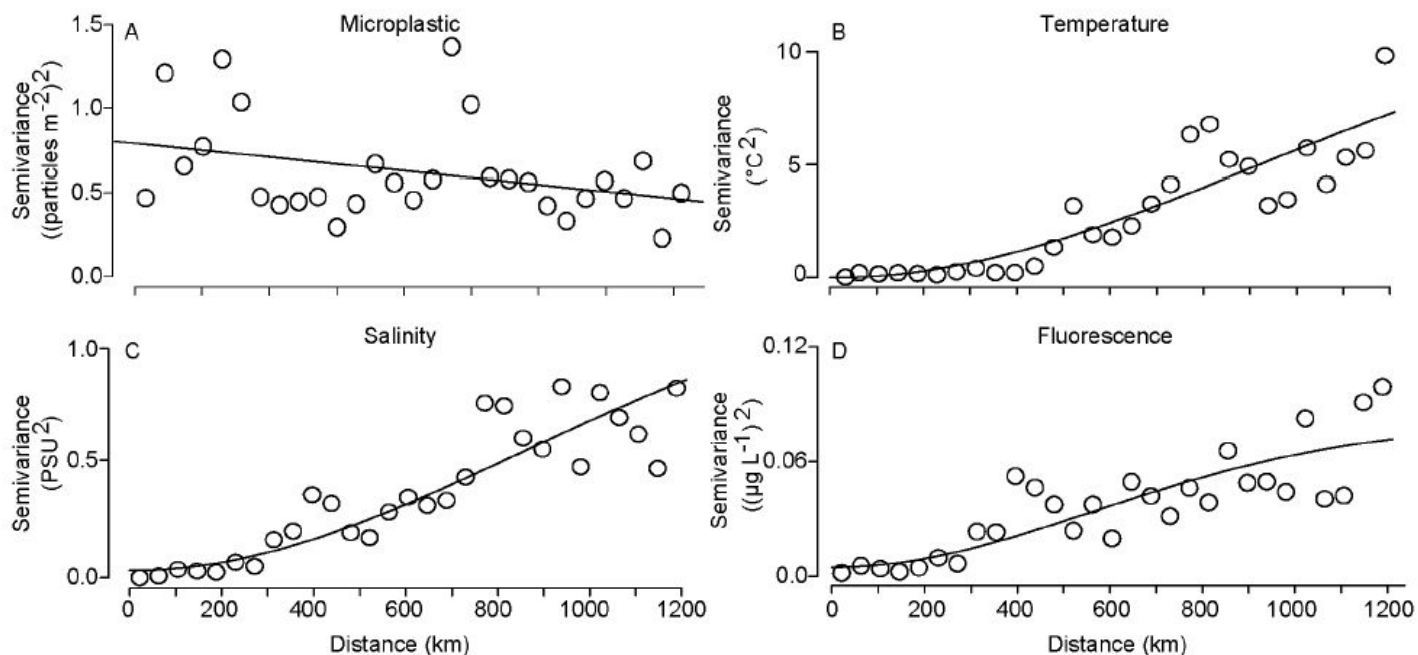 A
Microplastic
Semivariance
((particles m⁻²)²
1.5
1.0
0.5
0.0
B
Temperature
Semivariance
(°C²)
10
5
0
C
Salinity
Semivariance
(PSU²)
1.0
0.5
0.0
0 200 400 600 800 1000 1200
Distance (km)
D
Fluorescence
Semivariance
((µg L⁻¹)²)
0.12
0.06
0.0
0 200 400 600 800 1000 1200
Distance (km)